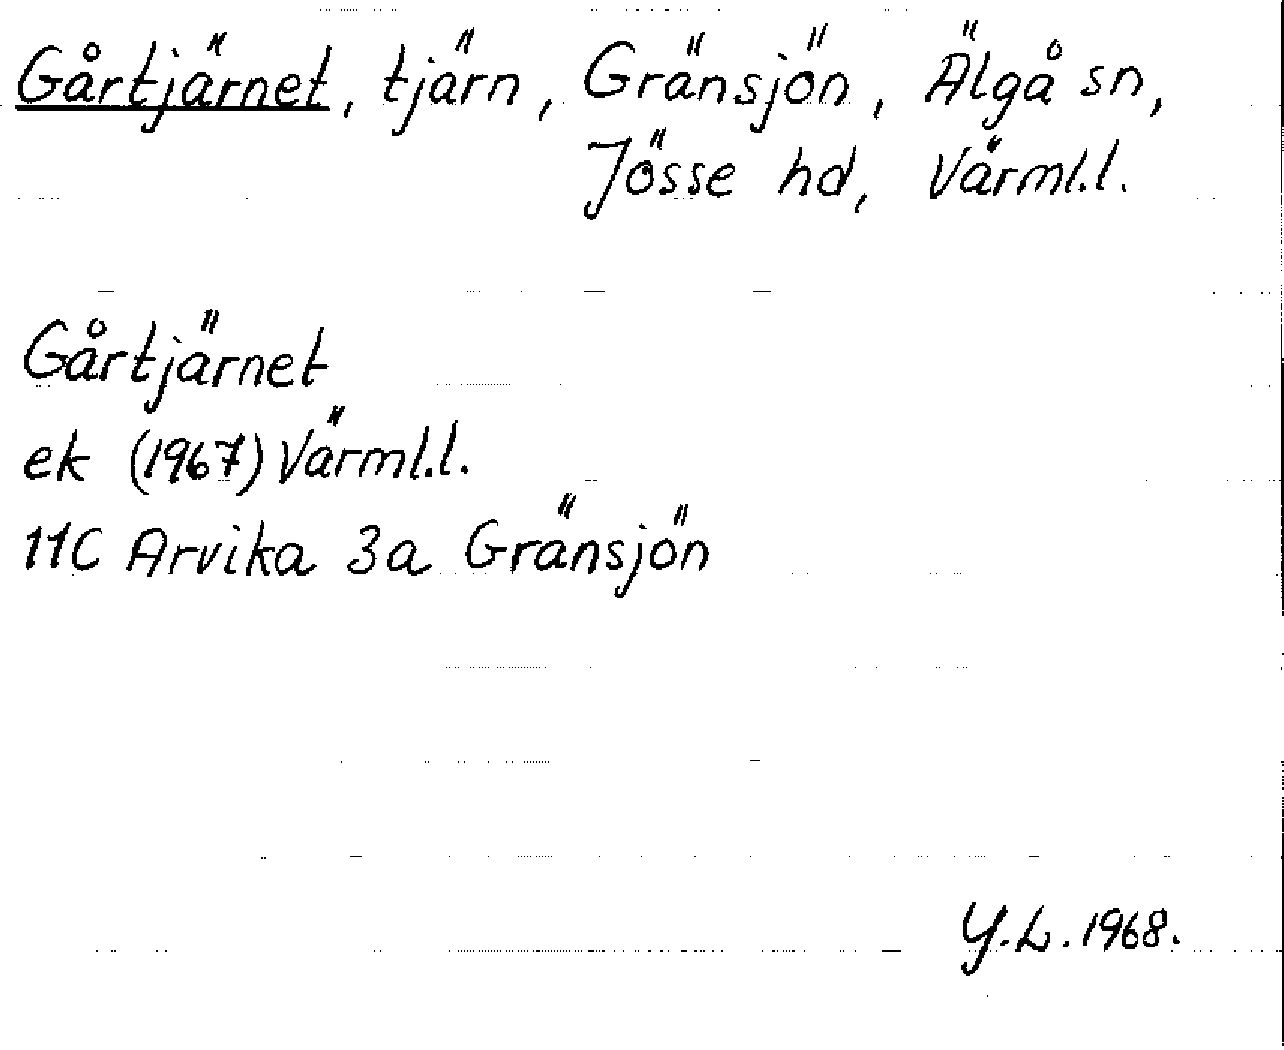 Gårtjärnet, tjärn, Gränsjön, Älgå sn,
Jösse hd, Värml.l.
Gårtjärnet
ek (1967) Värml.l.
11C Arvika 3a Gränsjön
Y.L. 1968.